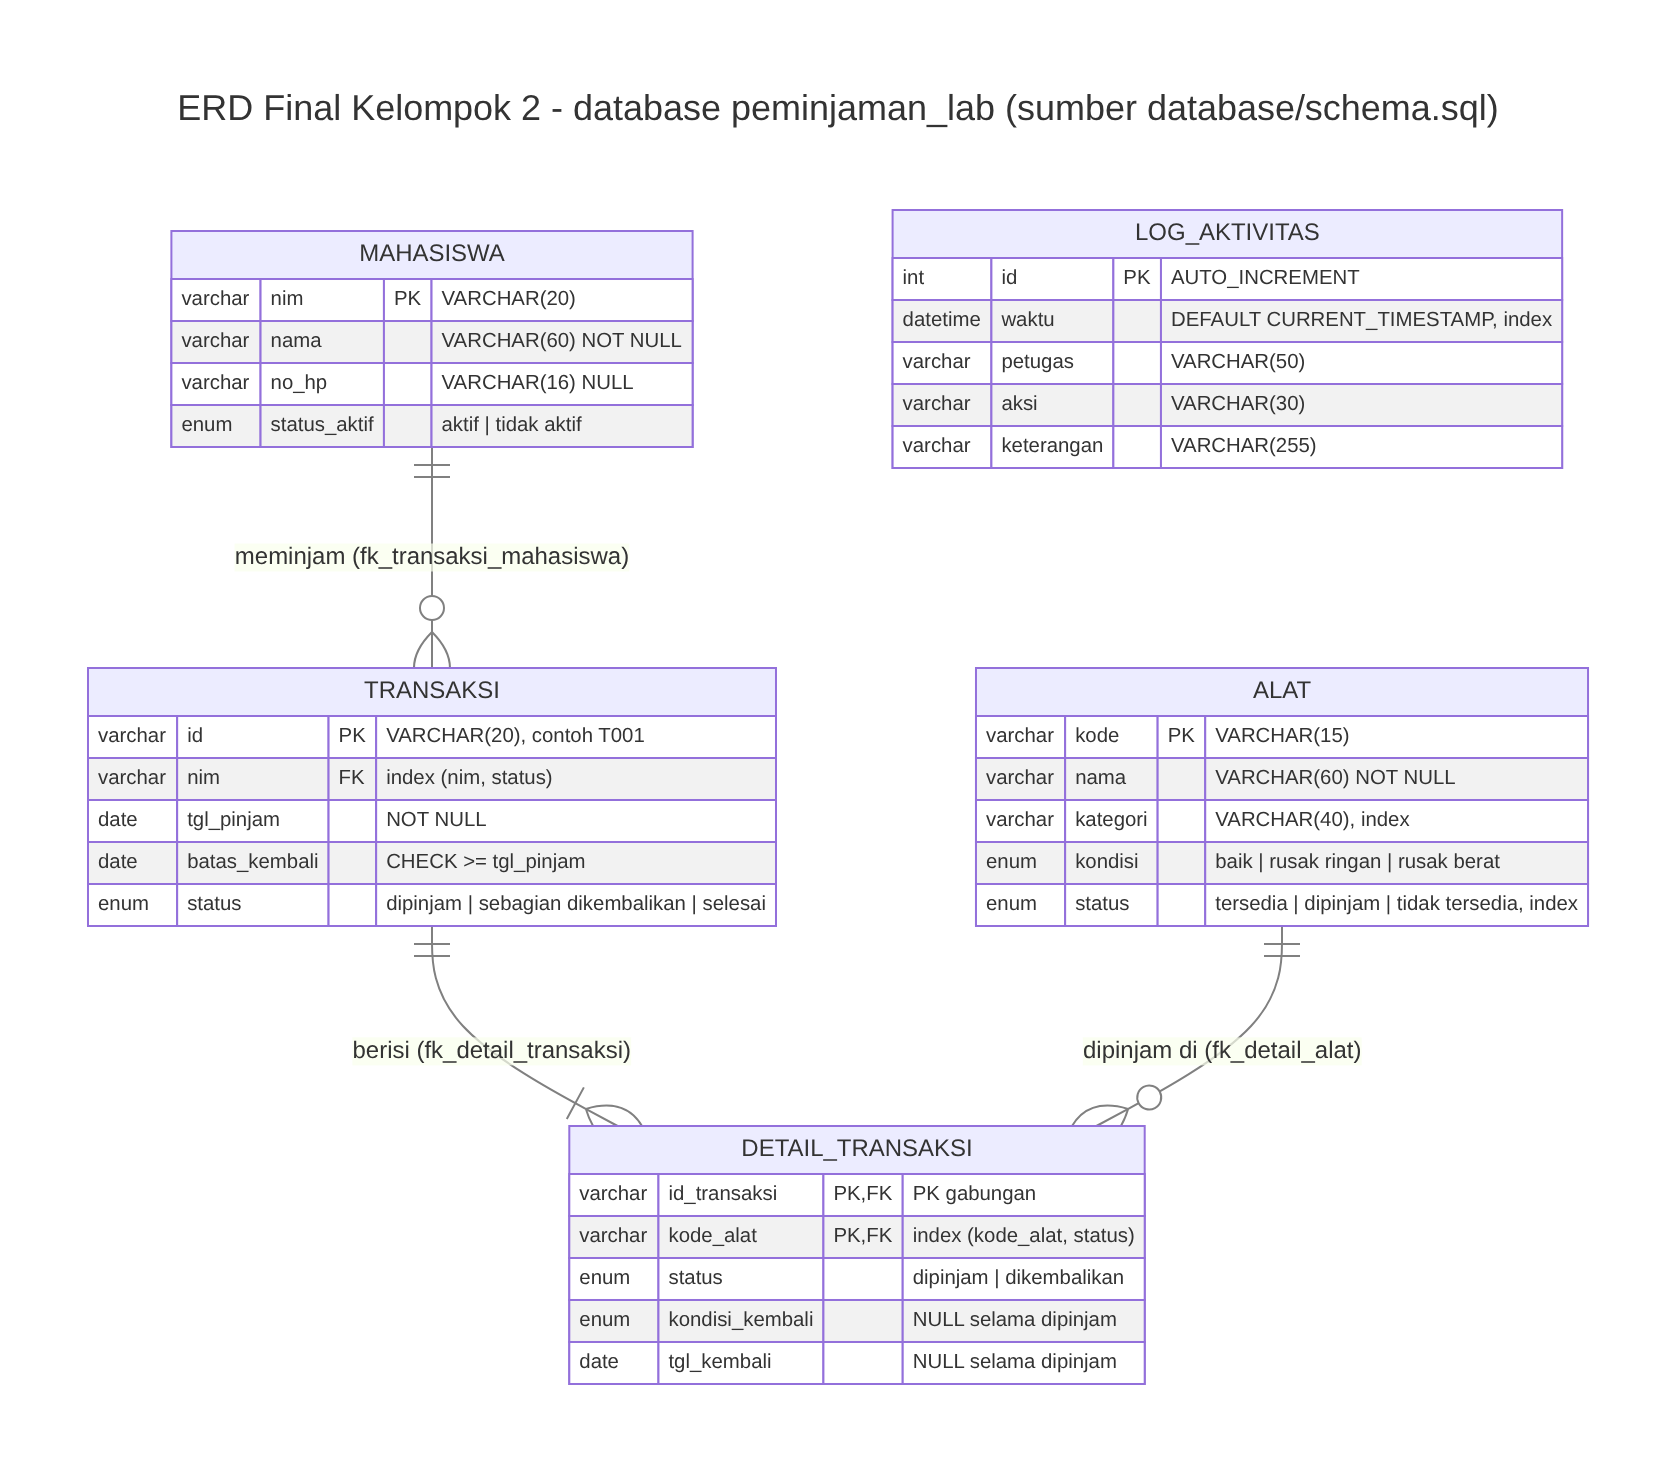 ERD Final Kelompok 2 - database peminjaman_lab (sumber database/schema.sql)
MAHASISWA
varchar nim PK VARCHAR(20)
varchar nama VARCHAR(60) NOT NULL
varchar no_hp VARCHAR(16) NULL
enum status_aktif aktif | tidak aktif
LOG_AKTIVITAS
int id PK AUTO_INCREMENT
datetime waktu DEFAULT CURRENT_TIMESTAMP, index
varchar petugas VARCHAR(50)
varchar aksi VARCHAR(30)
varchar keterangan VARCHAR(255)
meminjam (fk_transaksi_mahasiswa)
TRANSAKSI
varchar id PK VARCHAR(20), contoh T001
varchar nim FK index (nim, status)
date tgl_pinjam NOT NULL
date batas_kembali CHECK >= tgl_pinjam
enum status dipinjam | sebagian dikembalikan | selesai
ALAT
varchar kode PK VARCHAR(15)
varchar nama VARCHAR(60) NOT NULL
varchar kategori VARCHAR(40), index
enum kondisi baik | rusak ringan | rusak berat
enum status tersedia | dipinjam | tidak tersedia, index
berisi (fk_detail_transaksi)
dipinjam di (fk_detail_alat)
DETAIL_TRANSAKSI
varchar id_transaksi PK,FK PK gabungan
varchar kode_alat PK,FK index (kode_alat, status)
enum status dipinjam | dikembalikan
enum kondisi_kembali NULL selama dipinjam
date tgl_kembali NULL selama dipinjam